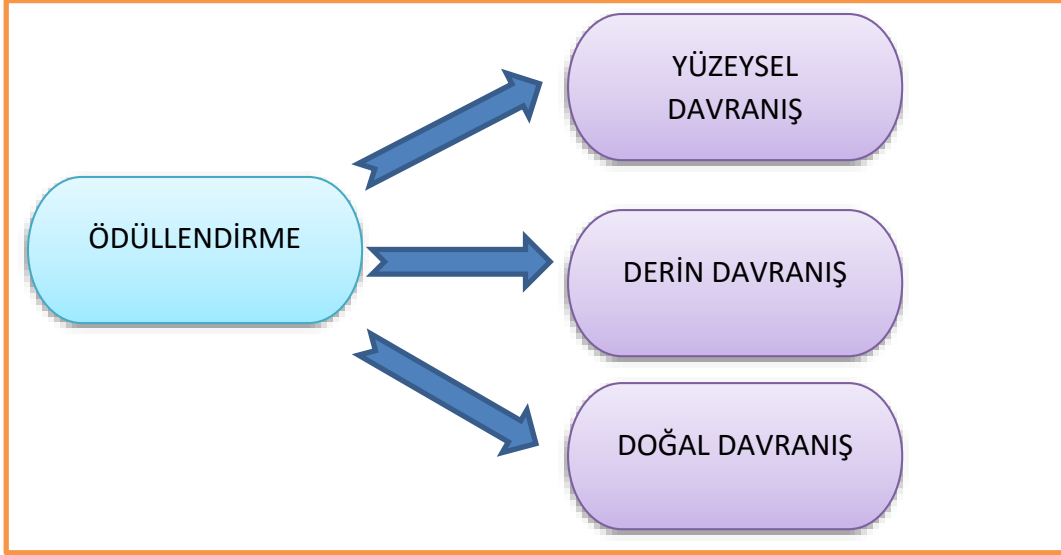 YÜZEYSEL
DAVRANIŞ
ÖDÜLLENDİRME
DERİN DAVRANIŞ
DOĞAL DAVRANIŞ